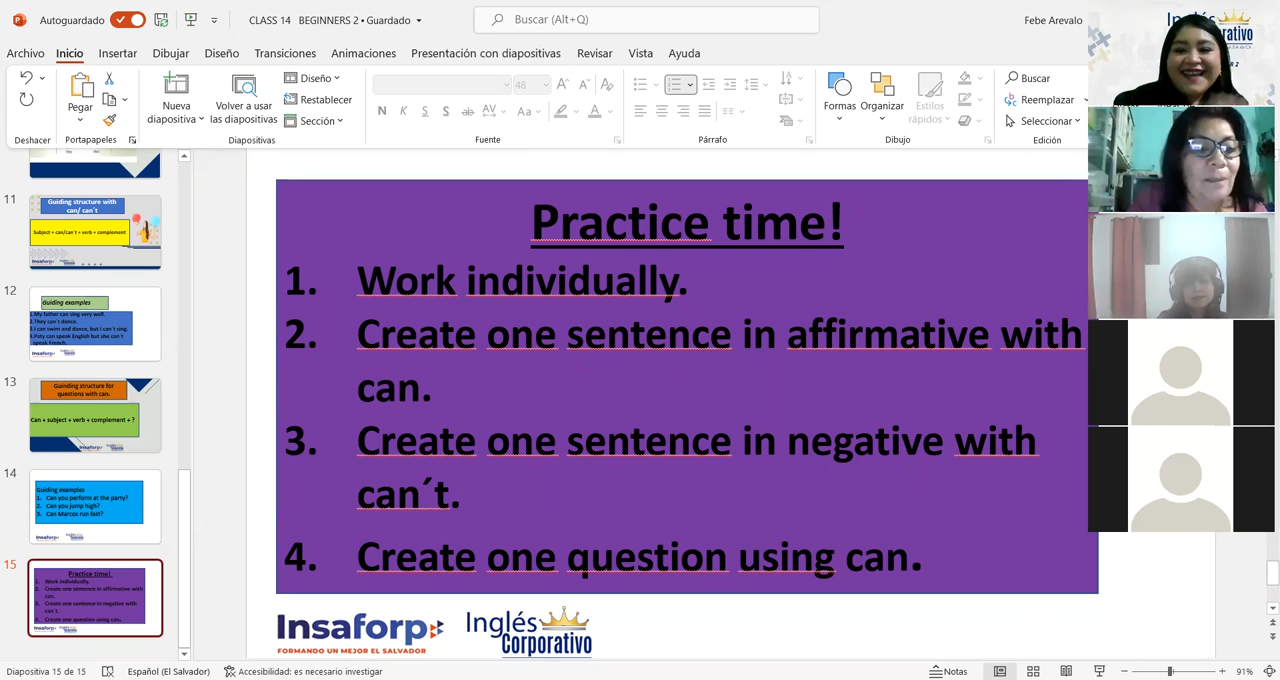 Autoguardado
CLASS 14 BEGINNERS 2 • Guardado
Buscar (Alt+Q)
Febe Arevalo
Archivo Inicio Insertar Dibujar Diseño Transiciones Animaciones Presentación con diapositivas Revisar Vista Ayuda
Pegar
Nueva diapositiva
Volver a usar las diapositivas
Diseño
Restablecer
Sección
48
N K S S ab AV Aa A
Formas
Organizar
Estilos rápidos
Buscar
Reemplazar
Seleccionar
Deshacer Portapapeles Diapositivas Fuente Párrafo Dibujo Edición
Inglés
11
Guiding structure with
can/ can´t
Subject + can/can´t + verb + complement
Insaforp
12
Guiding examples
1.My father can sing very well.
2.They can´t dance.
3.I can swim and dance, but I can´t sing.
4.Paty can speak English but she can´t
speak French.
Insaforp
13
Guinding structure for
questions with can.
Can + subject + verb + complement + ?
Insaforp
14
Guiding examples
1. Can you perform at the party?
2. Can you jump high?
3. Can Marcos run fast?
Insaforp
15
Practice time!
1. Work individually.
2. Create one sentence in affirmative with
can.
3. Create one sentence in negative with
can´t.
4. Create one question using can.
Insaforp
Practice time!
1. Work individually.
2. Create one sentence in affirmative with
can.
3. Create one sentence in negative with
can´t.
4. Create one question using can.
Insaforp
FORMANDO UN MEJOR EL SALVADOR
Inglés
Corporativo
Diapositiva 15 de 15
Español (El Salvador)
Accesibilidad: es necesario investigar
Notas
91%